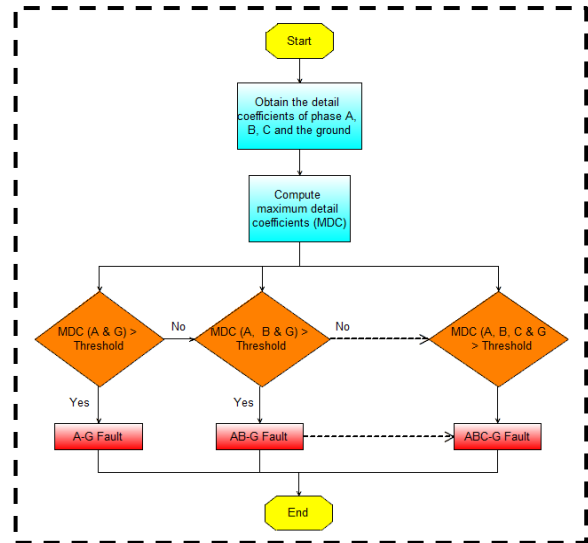 Start
Obtain the detail
coefficients of phase A,
B, C and the ground
Compute
maximum detail
coefficients (MDC)
MDC (A & G) >
Threshold
No
MDC (A, B & G) >
Threshold
No
MDC (A, B, C & G
> Threshold
Yes
Yes
A-G Fault
AB-G Fault
ABC-G Fault
End